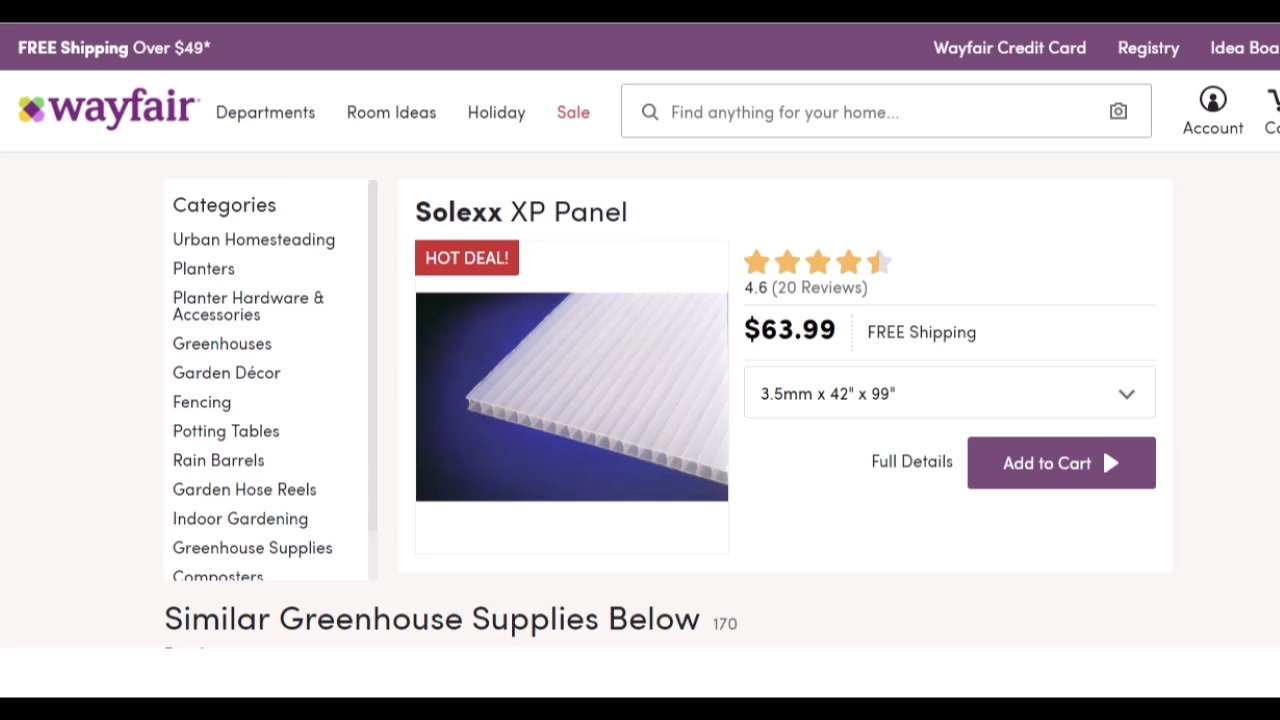 FREE Shipping Over $49*
Wayfair Credit Card
Registry
Idea Boa
wayfair
Departments
Room Ideas
Holiday
Sale
Find anything for your home...
Account
Categories
Urban Homesteading
Planters
Planter Hardware &
Accessories
Greenhouses
Garden Décor
Fencing
Potting Tables
Rain Barrels
Garden Hose Reels
Indoor Gardening
Greenhouse Supplies
Composters
Solexx XP Panel
HOT DEAL!
4.6 (20 Reviews)
$63.99
FREE Shipping
3.5mm x 42" x 99"
Full Details
Add to Cart
Similar Greenhouse Supplies Below 170